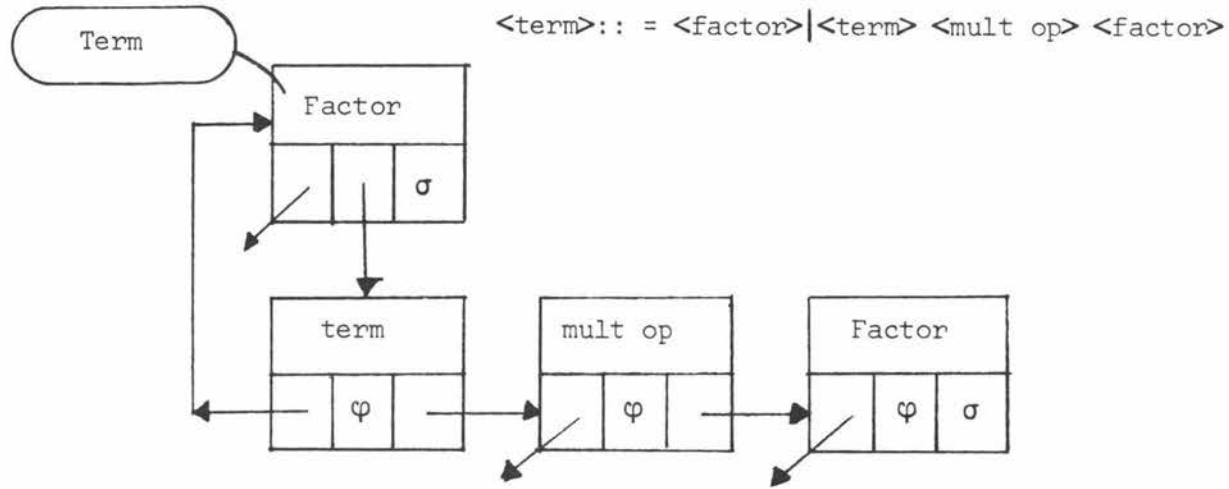 Term
<term>:: = <factor>|<term> <mult op> <factor>
Factor
σ
term
mult op
Factor
φ
φ
φ
σ